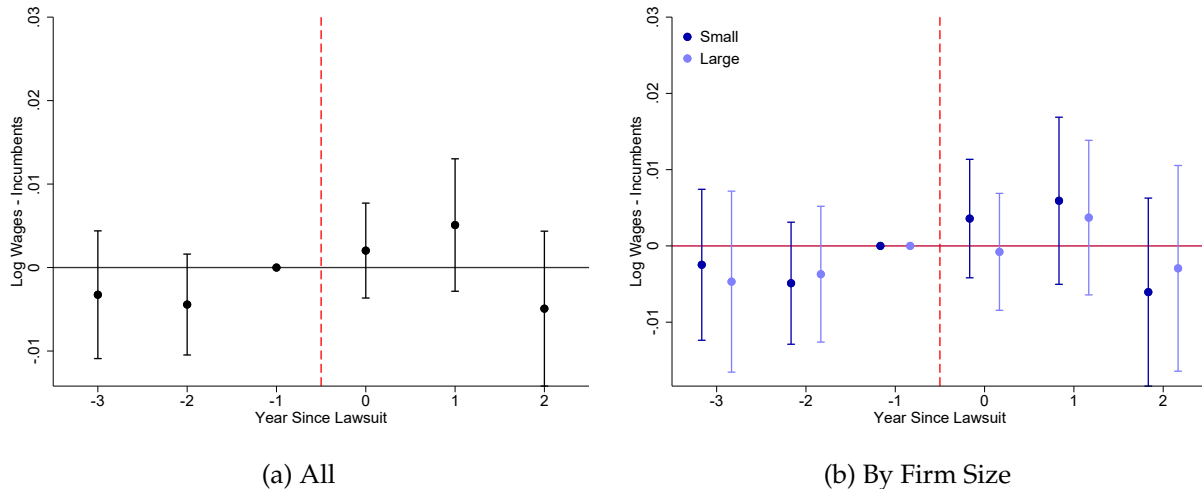 .03
.02
.01
0
-.01
Log Wages - Incumbents
-3 -2 -1 0 1 2
Year Since Lawsuit
(a) All
.03
.02
.01
0
-.01
Log Wages - Incumbents
Small
Large
-3 -2 -1 0 1 2
Year Since Lawsuit
(b) By Firm Size